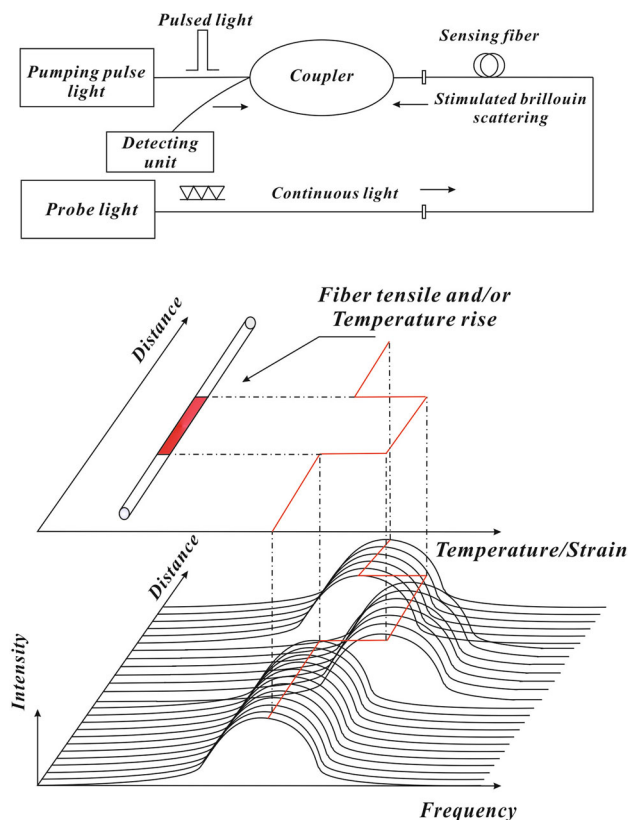 Pulsed light
Pumping pulse
light
Coupler
Sensing fiber
Stimulated brillouin
scattering
Detecting
unit
Probe light
Continuous light
Fiber tensile and/or
Temperature rise
Distance
Temperature/Strain
Distance
Intensity
Frequency